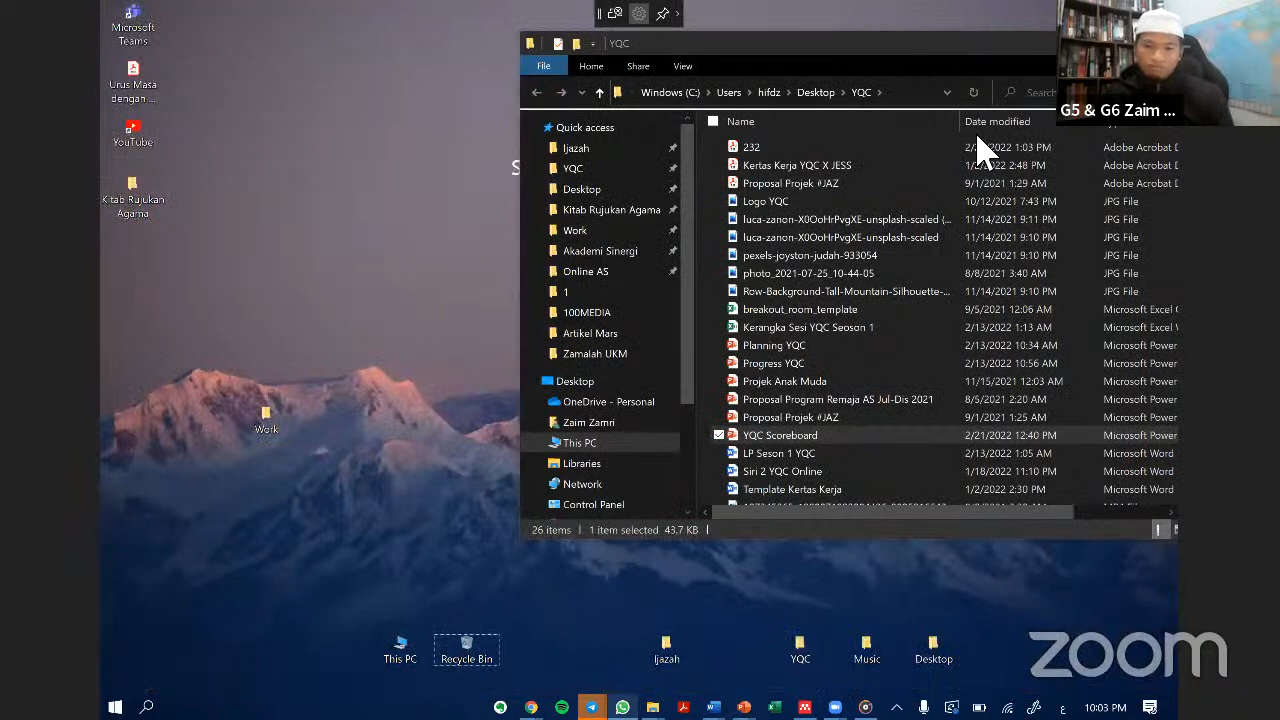 Microsoft
Teams
Urus Masa
dengan ...
YouTube
Kitab Rujukan
Agama
Work
S
YQC
File
Home
Share
View
Windows (C:)
Users
hifdz
Desktop
YQC
Search
G5 & G6 Zaim ...
Quick access
Ijazah
YQC
Desktop
Kitab Rujukan Agama
Work
Akademi Sinergi
Online AS
1
100MEDIA
Artikel Mars
Zamalah UKM
Desktop
OneDrive - Personal
Zaim Zamri
This PC
Libraries
Network
Control Panel
Name Date modified
232 2/ 2022 1:03 PM Adobe Acrobat D
Kertas Kerja YQC X JESS 2022 2:48 PM Adobe Acrobat D
Proposal Projek #JAZ 9/1/2021 1:29 AM Adobe Acrobat D
Logo YQC 10/12/2021 7:43 PM JPG File
luca-zanon-X0OoHrPvgXE-unsplash-scaled (... 11/14/2021 9:11 PM JPG File
luca-zanon-X0OoHrPvgXE-unsplash-scaled 11/14/2021 9:10 PM JPG File
pexels-joyston-judah-933054 11/14/2021 9:10 PM JPG File
photo_2021-07-25_10-44-05 8/8/2021 3:40 AM JPG File
Row-Background-Tall-Mountain-Silhouette-... 11/14/2021 9:10 PM JPG File
breakout_room_template 9/5/2021 12:06 AM Microsoft Excel C
Kerangka Sesi YQC Seoson 1 2/13/2022 1:13 AM Microsoft Excel W
Planning YQC 2/13/2022 10:34 AM Microsoft Power
Progress YQC 2/13/2022 10:56 AM Microsoft Power
Projek Anak Muda 11/15/2021 12:03 AM Microsoft Power
Proposal Program Remaja AS Jul-Dis 2021 8/5/2021 2:20 AM Microsoft Power
Proposal Projek #JAZ 9/1/2021 1:25 AM Microsoft Power
YQC Scoreboard 2/21/2022 12:40 PM Microsoft Power
LP Seson 1 YQC 2/13/2022 1:05 AM Microsoft Word
Siri 2 YQC Online 1/18/2022 11:10 PM Microsoft Word
Template Kertas Kerja 1/2/2022 2:30 PM Microsoft Word
26 items 1 item selected 43.7 KB
This PC
Recycle Bin
Ijazah
YQC
Music
Desktop
zoom
ع 10:03 PM